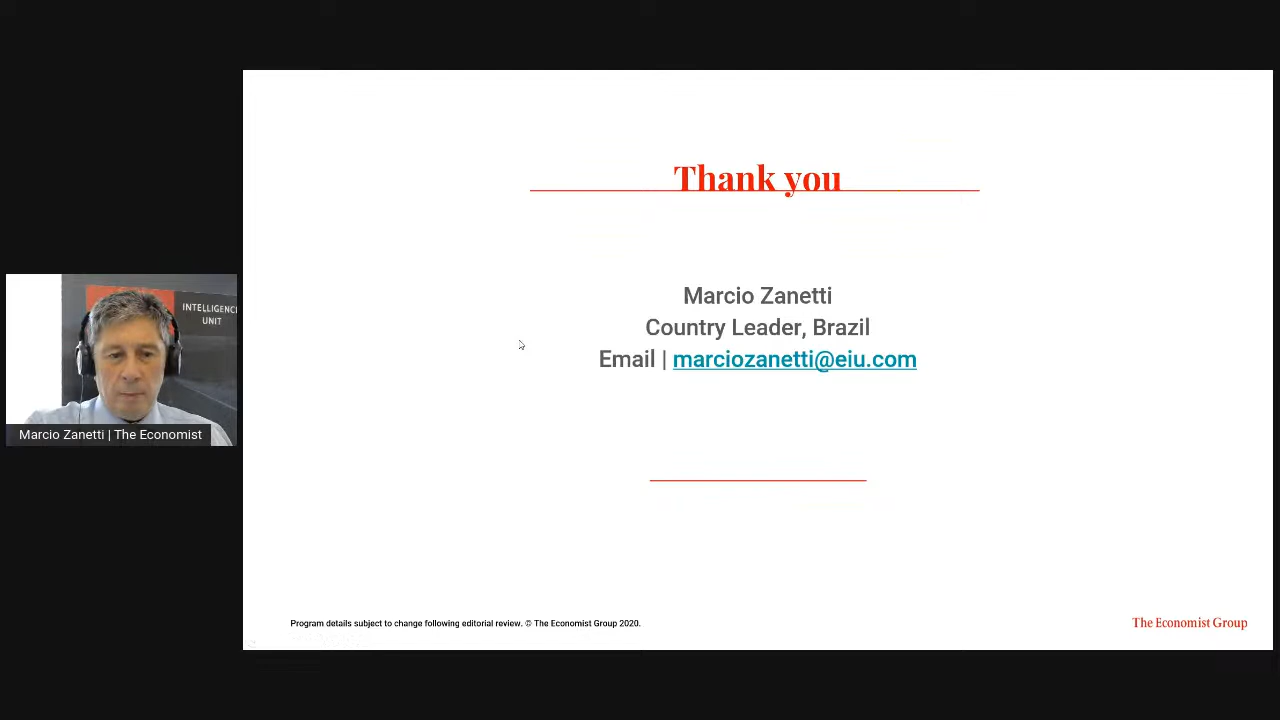 Thank you
Marcio Zanetti
Country Leader, Brazil
Email | marciozanetti@eiu.com
INTELLIGENCE
UNIT
Marcio Zanetti | The Economist
Program details subject to change following editorial review. © The Economist Group 2020.
The Economist Group